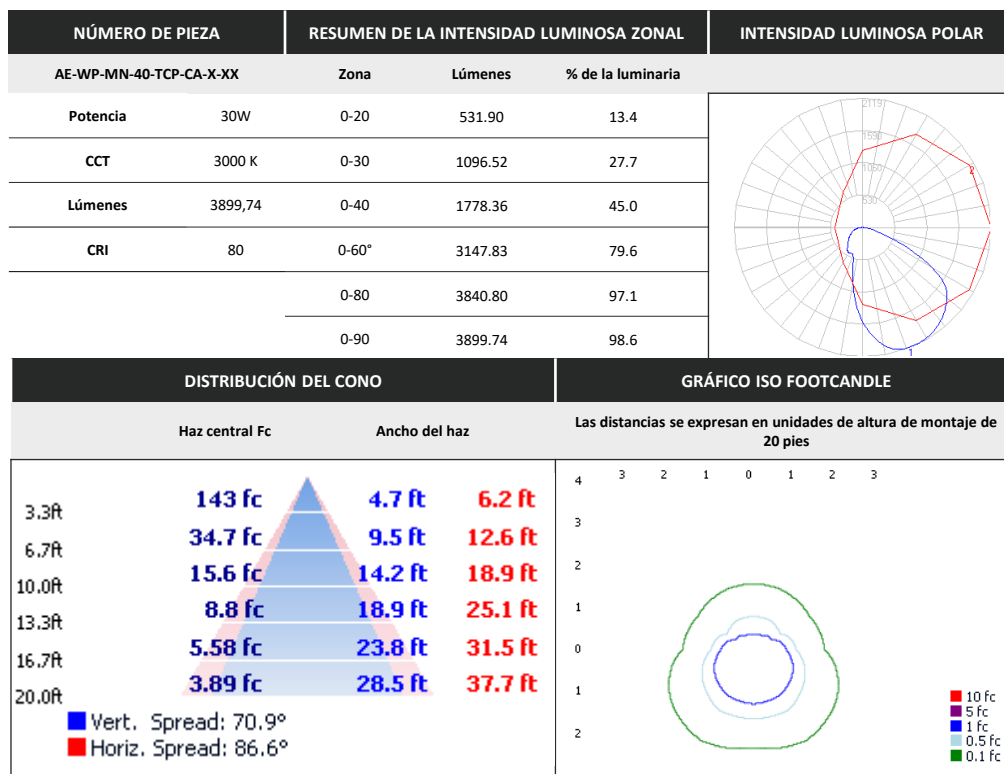 NÚMERO DE PIEZA
RESUMEN DE LA INTENSIDAD LUMINOSA ZONAL
INTENSIDAD LUMINOSA POLAR
AE-WP-MN-40-TCP-CA-X-XX
Zona Lúmenes % de la luminaria
Potencia 30W 0-20 531.90 13.4
CCT 3000 K 0-30 1096.52 27.7
Lúmenes 3899,74 0-40 1778.36 45.0
CRI 80 0-60° 3147.83 79.6
0-80 3840.80 97.1
0-90 3899.74 98.6
2119
1590
1060
530
2
1
DISTRIBUCIÓN DEL CONO
Haz central Fc Ancho del haz
3.3ft 143 fc 4.7 ft 6.2 ft
6.7ft 34.7 fc 9.5 ft 12.6 ft
10.0ft 15.6 fc 14.2 ft 18.9 ft
13.3ft 8.8 fc 18.9 ft 25.1 ft
16.7ft 5.58 fc 23.8 ft 31.5 ft
20.0ft 3.89 fc 28.5 ft 37.7 ft
Vert. Spread: 70.9°
Horiz. Spread: 86.6°
GRÁFICO ISO FOOTCANDLE
Las distancias se expresan en unidades de altura de montaje de
20 pies
3 2 1 0 1 2 3
4
3
2
1
0
1
2
10 fc
5 fc
1 fc
0.5 fc
0.1 fc